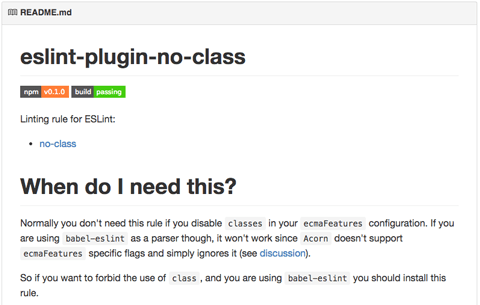 README.md
eslint-plugin-no-class
npm v0.1.0 build passing
Linting rule for ESLint:
• no-class
When do I need this?
Normally you don't need this rule if you disable classes in your ecmaFeatures configuration. If you
are using babel-eslint as a parser though, it won't work since Acorn doesn't support
ecmaFeatures specific flags and simply ignores it (see discussion).
So if you want to forbid the use of class, and you are using babel-eslint you should install this
rule.